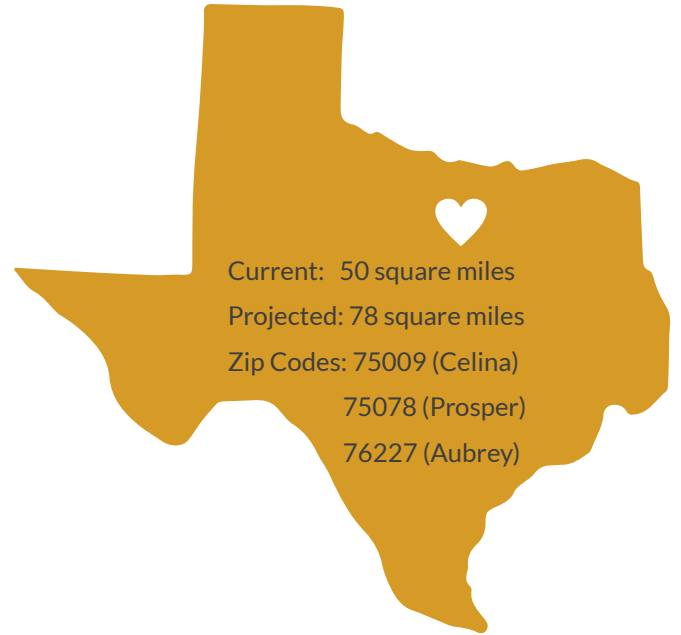 Current: 50 square miles
Projected: 78 square miles
Zip Codes: 75009 (Celina)
75078 (Prosper)
76227 (Aubrey)